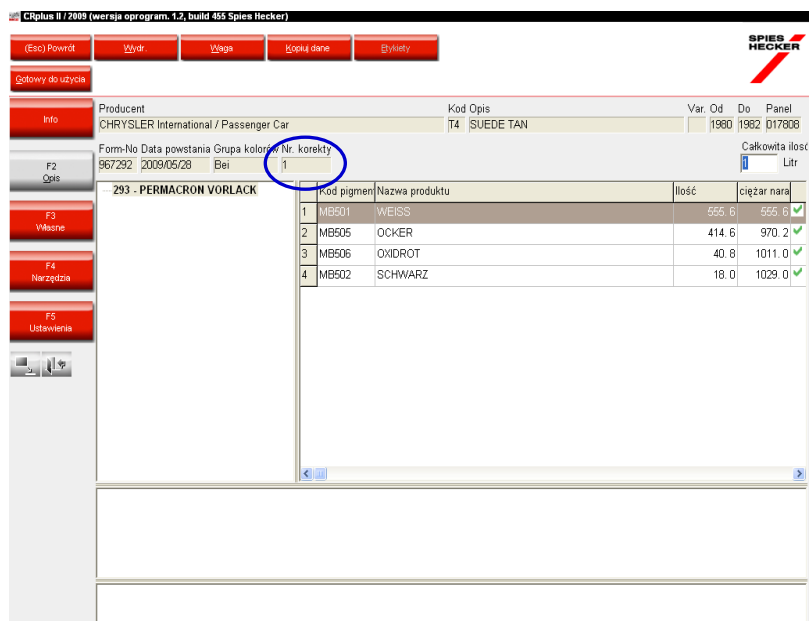 CRplus II / 2009 (wersja oprogram. 1.2, build 455 Spies Hecker)
(Esc) Powrót Wydr. Waga Kopiuj dane Etykiety
SPIES HECKER
Gotowy do użycia
Info
Producent Kod Opis Var. Od Do Panel
CHRYSLER International / Passenger Car T4 SUEDE TAN 1980 1982 017808
Form-No Data powstania Grupa kolorów Nr. korekty Całkowita ilość
967292 2009/05/28 Bei 1 1 Litr
F2
Opis
F3
Własne
F4
Narzędzia
F5
Ustawienia
293 - PERMACRON VORLACK
Kod pigmen Nazwa produktu Ilość ciężar nara
1 MB501 WEISS 555. 6 555. 6
2 MB505 OCKER 414. 6 970. 2
3 MB506 OXIDROT 40. 8 1011. 0
4 MB502 SCHWARZ 18. 0 1029. 0